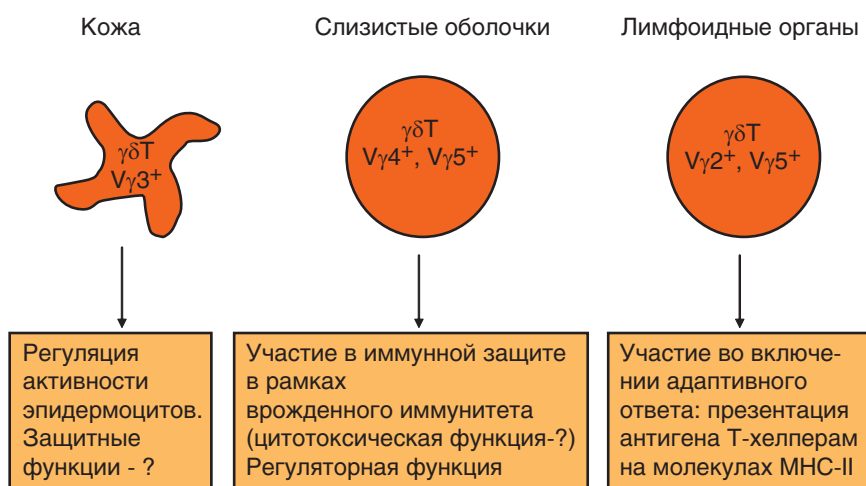 Кожа
Слизистые оболочки
Лимфоидные органы
γδT
Vγ3+
γδT
Vγ4+, Vγ5+
γδT
Vγ2+, Vγ5+
Регуляция
активности
эпидермоцитов.
Защитные
функции - ?
Участие в иммунной защите
в рамках
врожденного иммунитета
(цитотоксическая функция-?)
Регуляторная функция
Участие во включе-
нии адаптивного
ответа: презентация
антигена Т-хелперам
на молекулах MHC-II